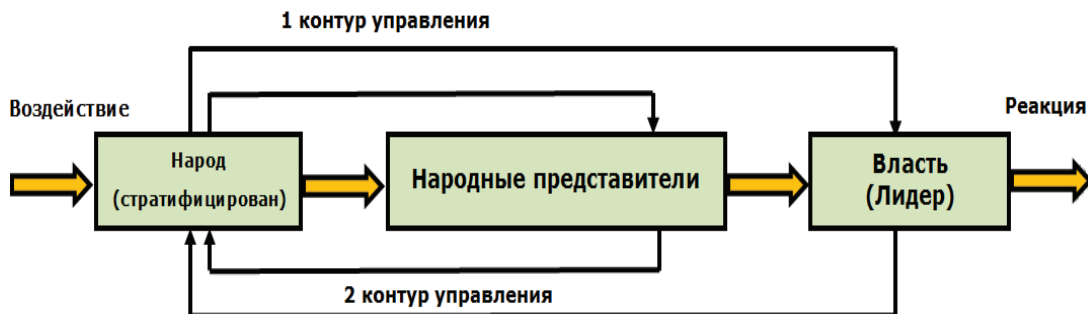 1 контур управления
Воздействие
Реакция
Народ
(стратифицирован)
Народные представители
Власть
(Лидер)
2 контур управления